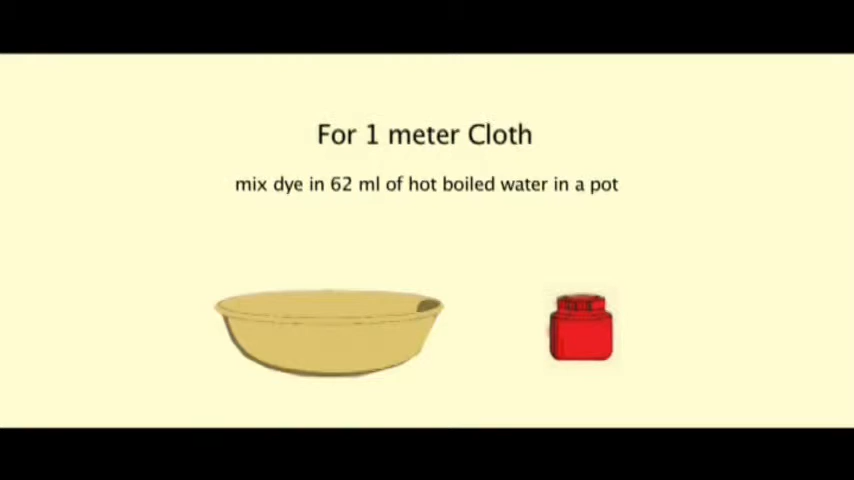 For 1 meter Cloth
mix dye in 62 ml of hot boiled water in a pot